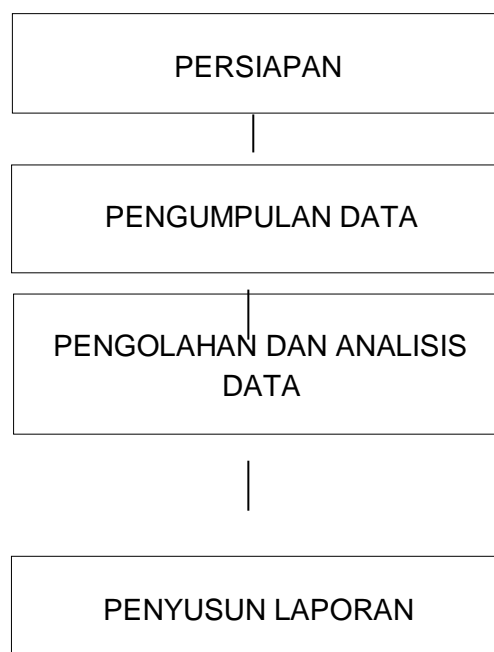 PERSIAPAN
PENGUMPULAN DATA
PENGOLAHAN DAN ANALISIS
DATA
PENYUSUN LAPORAN